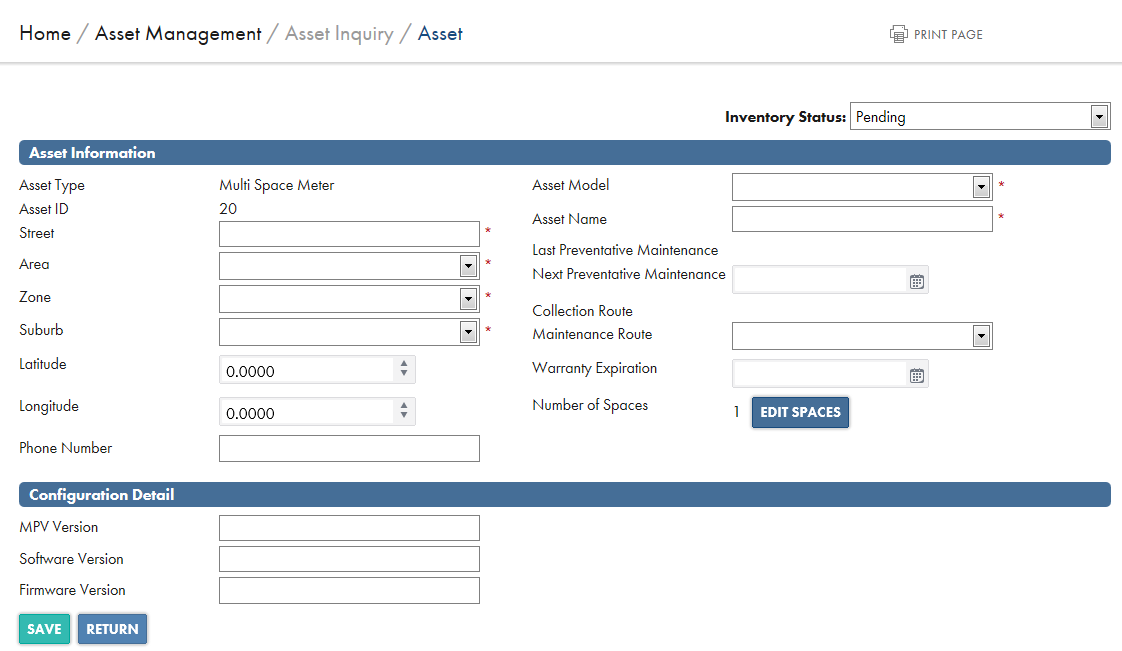 Home / Asset Management / Asset Inquiry / Asset
PRINT PAGE
Inventory Status: Pending
Asset Information
Asset Type Multi Space Meter
Asset ID 20
Street *
Area *
Zone *
Suburb *
Latitude 0.0000
Longitude 0.0000
Phone Number
Asset Model *
Asset Name *
Last Preventative Maintenance
Next Preventative Maintenance
Collection Route
Maintenance Route
Warranty Expiration
Number of Spaces 1 EDIT SPACES
Configuration Detail
MPV Version
Software Version
Firmware Version
SAVE RETURN